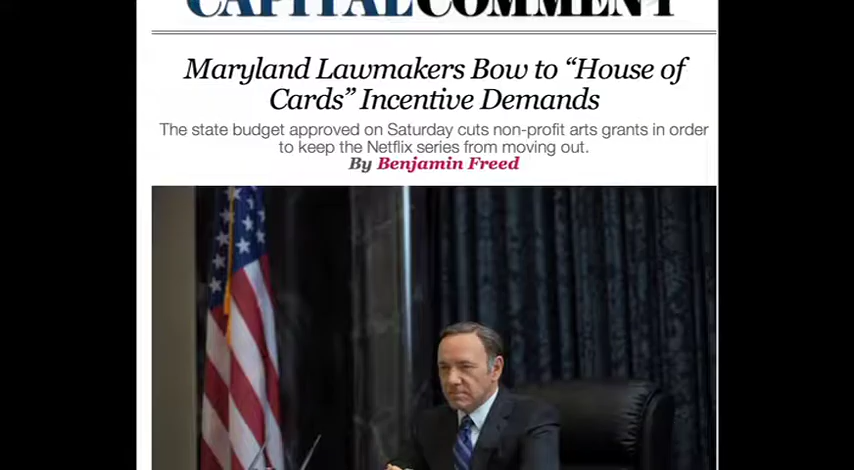 CAPITALCOMMENT
Maryland Lawmakers Bow to “House of
Cards” Incentive Demands
The state budget approved on Saturday cuts non-profit arts grants in order
to keep the Netflix series from moving out.
By Benjamin Freed